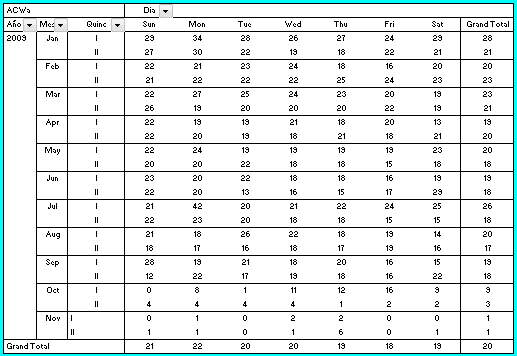 ACWa Dia
Año Mes Quinc Sun Mon Tue Wed Thu Fri Sat Grand Total
2009 Jan I 29 34 28 26 27 24 29 28
II 27 30 22 19 18 22 21 21
Feb I 22 21 23 24 18 16 20 20
II 21 22 22 22 25 24 23 23
Mar I 22 27 25 24 23 20 19 23
II 26 19 20 20 20 22 19 21
Apr I 22 19 19 21 18 20 13 19
II 22 20 19 18 21 18 21 20
May I 22 24 19 19 19 19 23 20
II 20 20 22 18 18 15 18 18
Jun I 23 20 22 18 18 16 19 19
II 22 20 13 16 15 17 29 18
Jul I 21 42 20 21 22 24 25 26
II 22 23 20 18 18 15 15 18
Aug I 21 18 26 22 18 19 14 20
II 18 17 16 18 17 19 16 17
Sep I 28 19 21 18 20 16 15 19
II 12 22 17 19 18 16 22 18
Oct I 0 8 1 11 12 16 9 9
II 4 4 4 4 1 2 2 3
Nov I 1 0 2 2 0 0 1
II 1 1 0 1 6 0 1 1
Grand Total 21 22 20 20 19 18 19 20